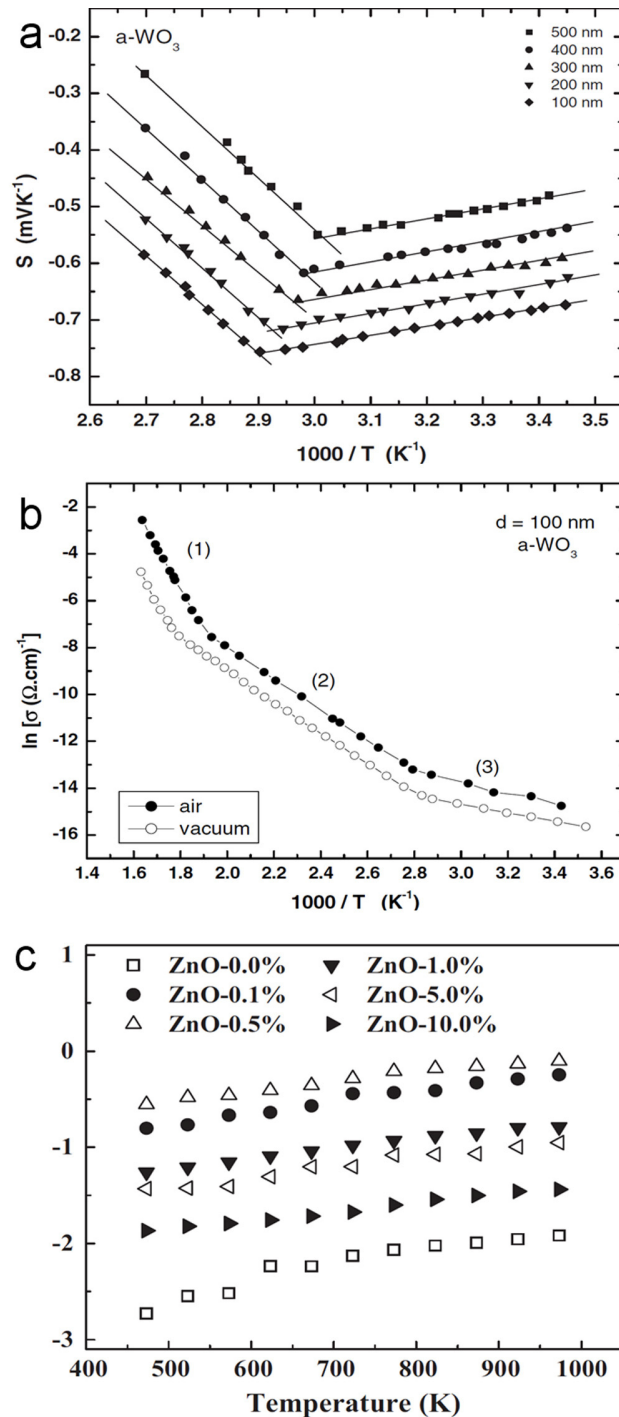 a
a-WO₃
500 nm
400 nm
300 nm
200 nm
100 nm
S (mVK⁻¹)
-0.2
-0.3
-0.4
-0.5
-0.6
-0.7
-0.8
2.6 2.7 2.8 2.9 3.0 3.1 3.2 3.3 3.4 3.5
1000 / T (K⁻¹)
b
d = 100 nm
a-WO₃
(1)
(2)
(3)
ln [σ (Ω.cm)⁻¹]
-2
-4
-6
-8
-10
-12
-14
-16
air
vacuum
1.4 1.6 1.8 2.0 2.2 2.4 2.6 2.8 3.0 3.2 3.4 3.6
1000 / T (K⁻¹)
c
ZnO-0.0% ZnO-1.0%
ZnO-0.1% ZnO-5.0%
ZnO-0.5% ZnO-10.0%
1
0
-1
-2
-3
400 500 600 700 800 900 1000
Temperature (K)